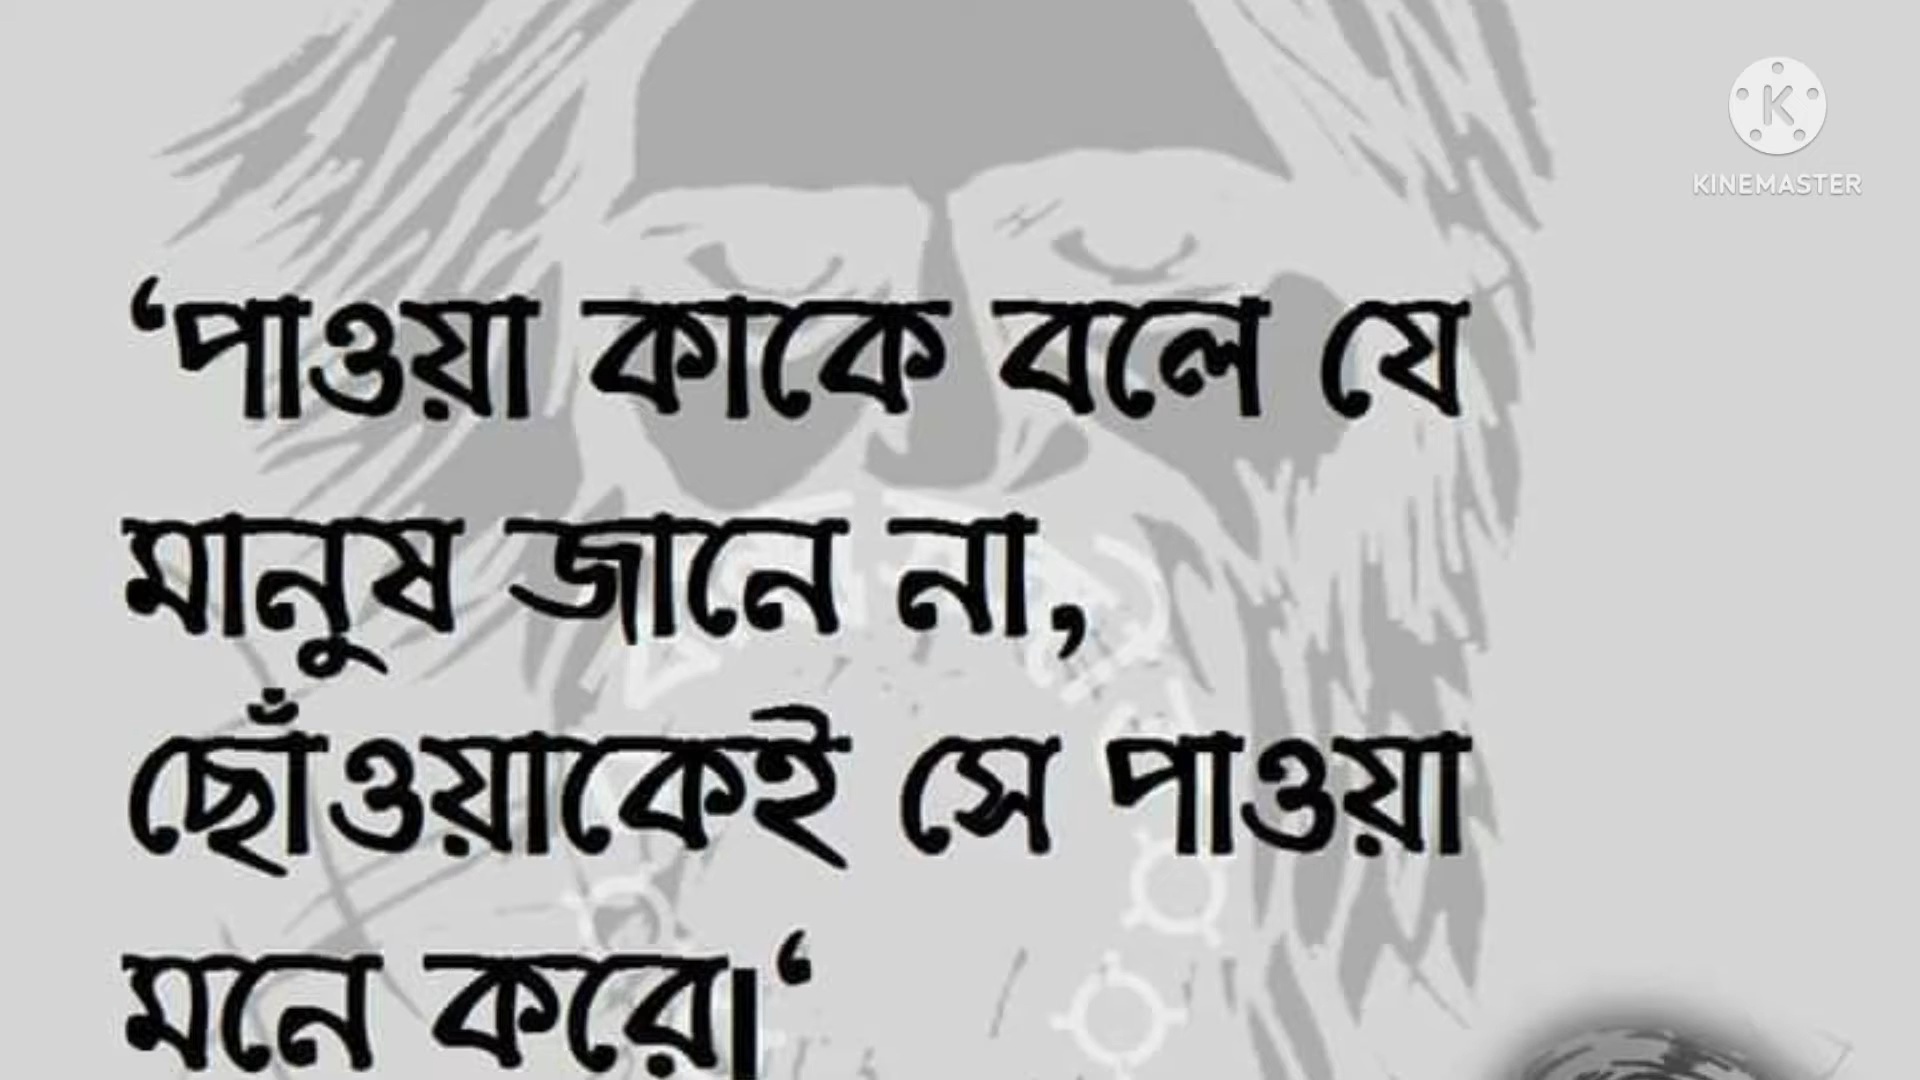 ‘পাওয়া কাকে বলে যে
মানুষ জানে না,
ছোঁওয়াকেই সে পাওয়া
মনে করে।‘
K
KINEMASTER